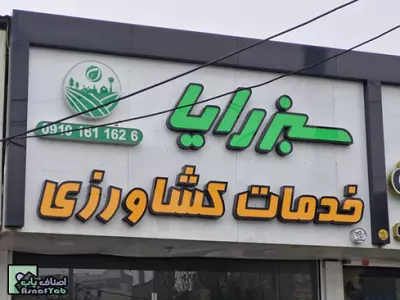 سبزرایا
خدمات کشاورزی
0910 161 162 6
اصناف یاب
AsnafYab